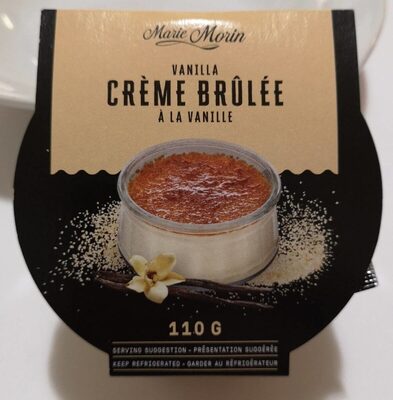 Marie Morin
VANILLA
CRÈME BRÛLÉE
À LA VANILLE
110 G
SERVING SUGGESTION - PRÉSENTATION SUGGÉRÉE
KEEP REFRIGERATED - GARDER AU RÉFRIGÉRATEUR